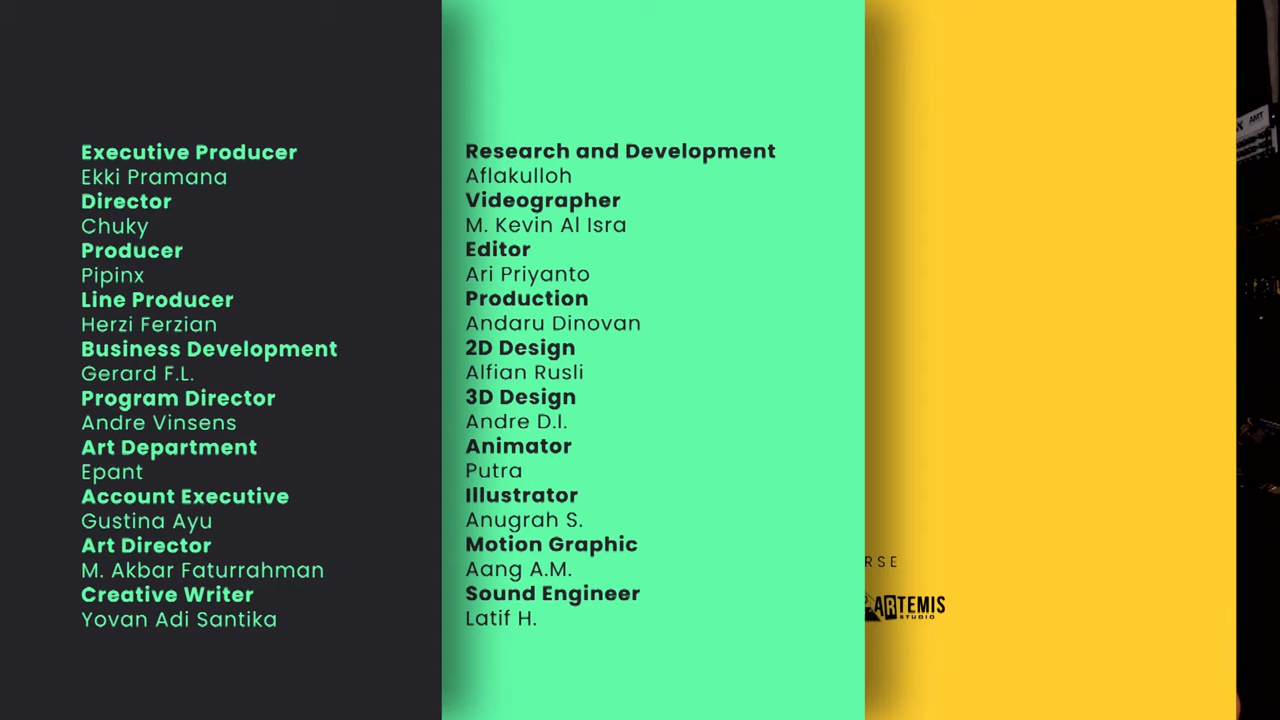 Executive Producer
Ekki Pramana
Director
Chuky
Producer
Pipinx
Line Producer
Herzi Ferzian
Business Development
Gerard F.L.
Program Director
Andre Vinsens
Art Department
Epant
Account Executive
Gustina Ayu
Art Director
M. Akbar Faturrahman
Creative Writer
Yovan Adi Santika
Research and Development
Aflakulloh
Videographer
M. Kevin Al Isra
Editor
Ari Priyanto
Production
Andaru Dinovan
2D Design
Alfian Rusli
3D Design
Andre D.I.
Animator
Putra
Illustrator
Anugrah S.
Motion Graphic
Aang A.M.
Sound Engineer
Latif H.
RSE
ARTEMIS
STUDIO
AMT